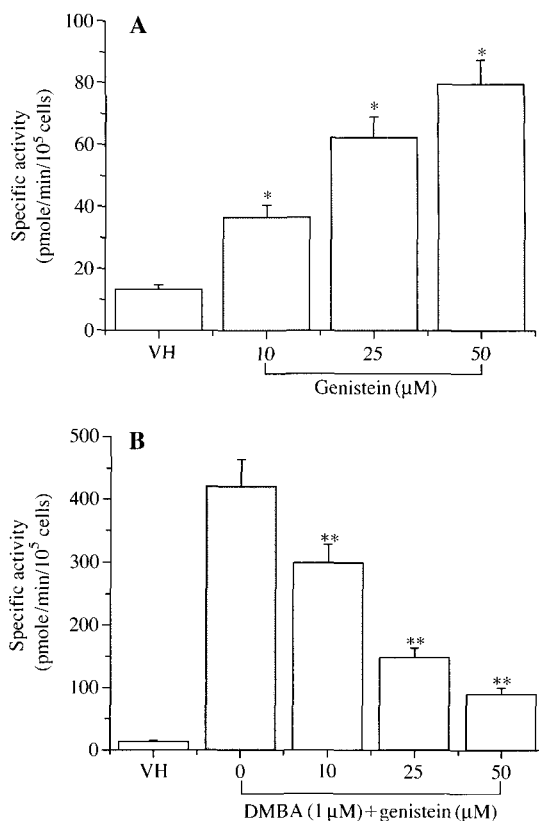 A
Specific activity
(pmole/min/10⁵ cells)
100
80
60
40
20
0
*
*
*
VH
10
25
50
Genistein (μM)
B
Specific activity
(pmole/min/10⁵ cells)
500
400
300
200
100
0
**
**
**
VH
0
10
25
50
DMBA (1 μM)+genistein (μM)